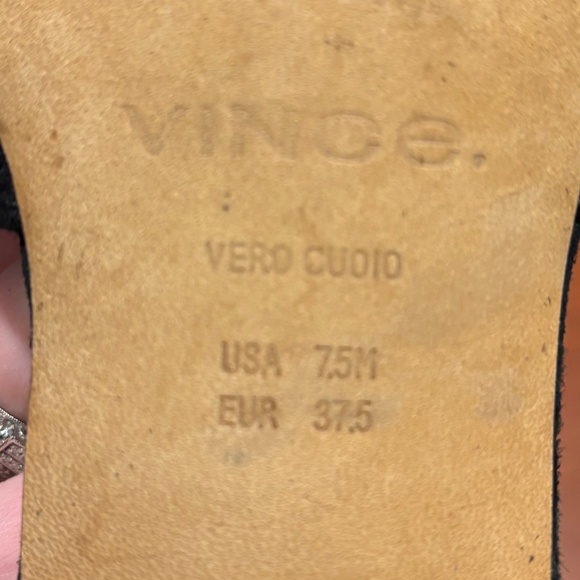 VINCE.
VERO CUOIO
USA 7.5M
EUR 37.5